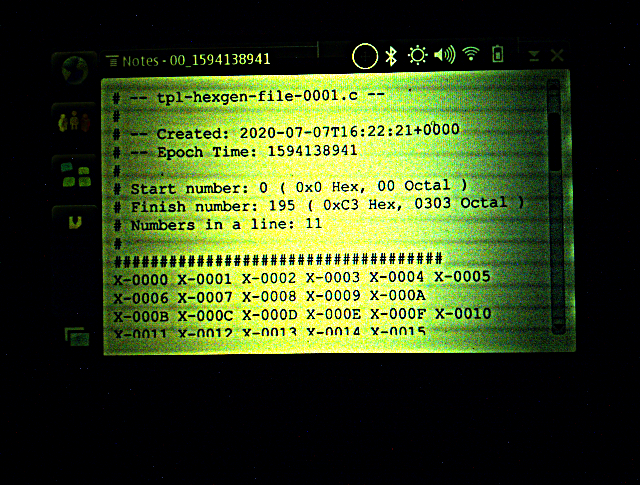 Notes - 00_1594138941
# -- tpl-hexgen-file-0001.c --
#
# -- Created: 2020-07-07T16:22:21+0000
# -- Epoch Time: 1594138941
#
# Start number: 0 ( 0x0 Hex, 00 Octal )
# Finish number: 195 ( 0xC3 Hex, 0303 Octal )
# Numbers in a line: 11
#
####################################
X-0000 X-0001 X-0002 X-0003 X-0004 X-0005
X-0006 X-0007 X-0008 X-0009 X-000A
X-000B X-000C X-000D X-000E X-000F X-0010
X-0011 X-0012 X-0013 X-0014 X-0015